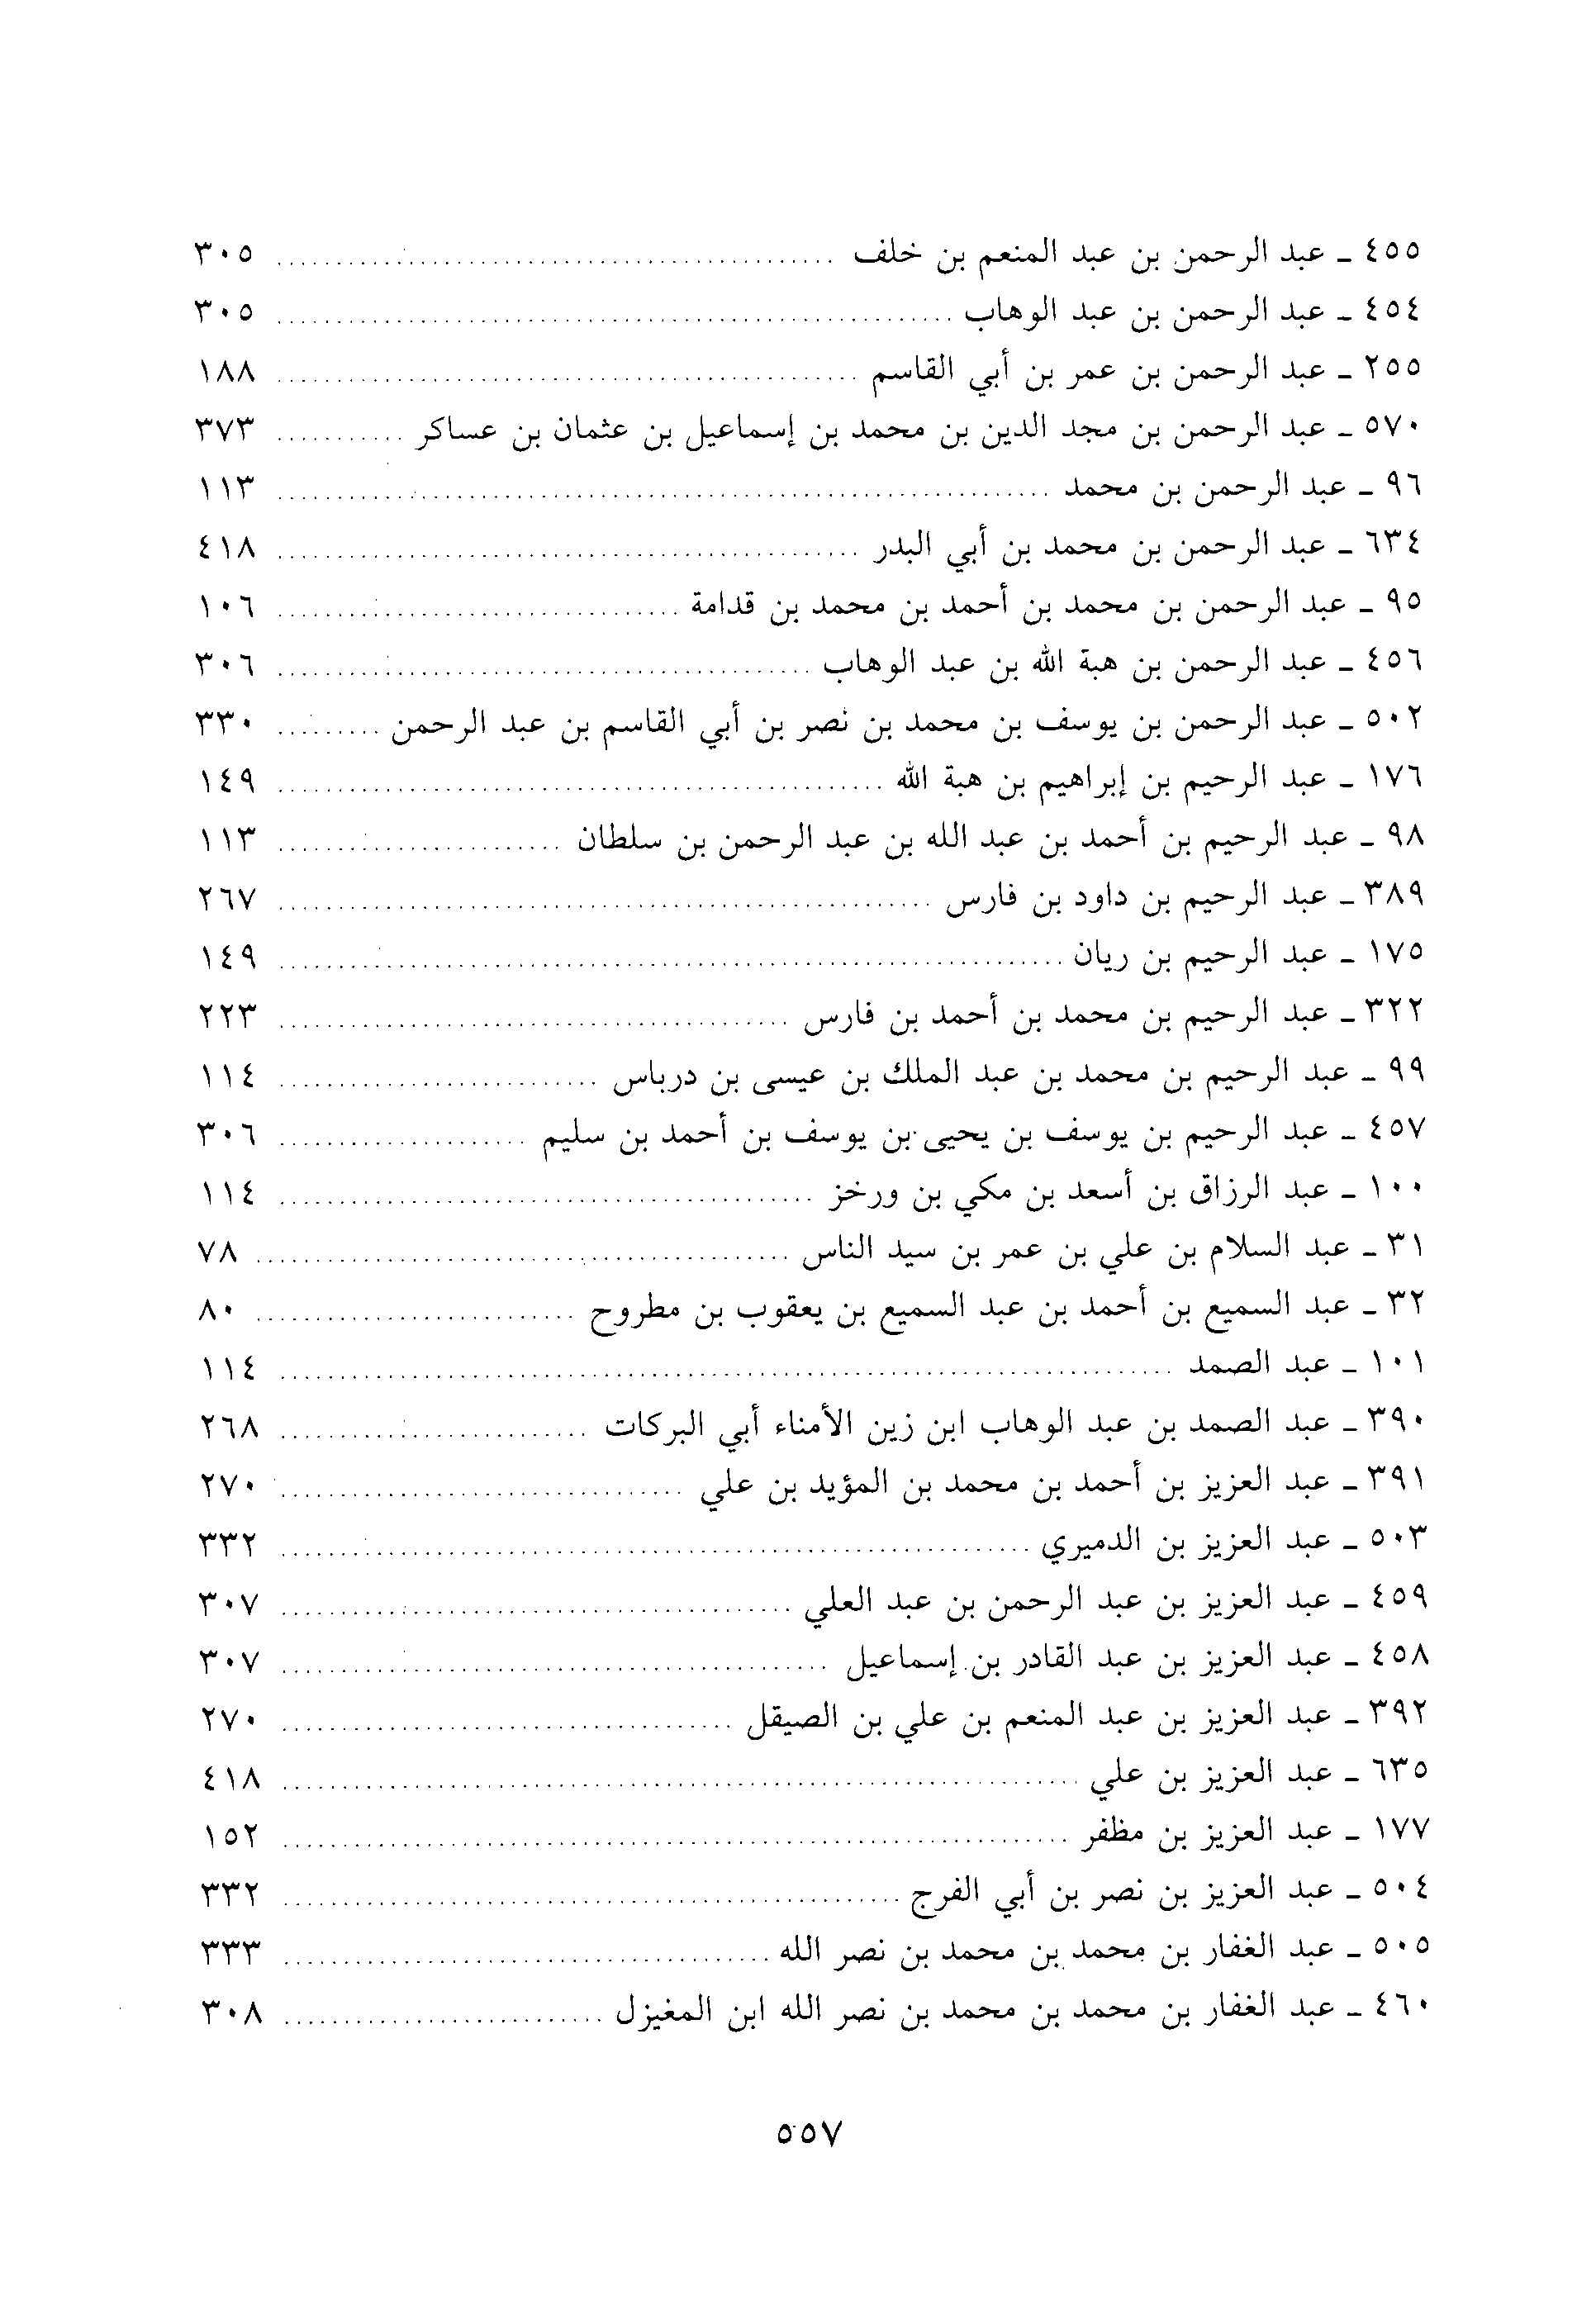 ٤٥٥ ـ عبد الرحمن بن عبد المنعم بن خلف ........ ٣٠٥
٤٥٤ ـ عبد الرحمن بن عبد الوهاب ........ ٣٠٥
٢٥٥ ـ عبد الرحمن بن عمر بن أبي القاسم ........ ١٨٨
٥٧٠ ـ عبد الرحمن بن مجد الدين بن محمد بن إسماعيل بن عثمان بن عساكر ........ ٣٧٣
٩٦ ـ عبد الرحمن بن محمد ........ ١١٣
٦٣٤ ـ عبد الرحمن بن محمد بن أبي البدر ........ ٤١٨
٩٥ ـ عبد الرحمن بن محمد بن أحمد بن محمد بن قدامة ........ ١٠٦
٤٥٦ ـ عبد الرحمن بن هبة الله بن عبد الوهاب ........ ٣٠٦
٥٠٢ ـ عبد الرحمن بن يوسف بن محمد بن نصر بن أبي القاسم بن عبد الرحمن ........ ٣٣٠
١٧٦ ـ عبد الرحيم بن إبراهيم بن هبة الله ........ ١٤٩
٩٨ ـ عبد الرحيم بن أحمد بن عبد الله بن عبد الرحمن بن سلطان ........ ١١٣
٣٨٩ ـ عبد الرحيم بن داود بن فارس ........ ٢٦٧
١٧٥ ـ عبد الرحيم بن ريان ........ ١٤٩
٣٢٢ ـ عبد الرحيم بن محمد بن أحمد بن فارس ........ ٢٢٣
٩٩ ـ عبد الرحيم بن محمد بن عبد الملك بن عيسى بن درباس ........ ١١٤
٤٥٧ ـ عبد الرحيم بن يوسف بن يحيى بن يوسف بن أحمد بن سليم ........ ٣٠٦
١٠٠ ـ عبد الرزاق بن أسعد بن مكي بن ورخز ........ ١١٤
٣١ ـ عبد السلام بن علي بن عمر بن سيد الناس ........ ٧٨
٣٢ ـ عبد السميع بن أحمد بن عبد السميع بن يعقوب بن مطروح ........ ٨٠
١٠١ ـ عبد الصمد ........ ١١٤
٣٩٠ ـ عبد الصمد بن عبد الوهاب ابن زين الأمناء أبي البركات ........ ٢٦٨
٣٩١ ـ عبد العزيز بن أحمد بن محمد بن المؤيد بن علي ........ ٢٧٠
٥٠٣ ـ عبد العزيز بن الدميري ........ ٣٣٢
٤٥٩ ـ عبد العزيز بن عبد الرحمن بن عبد العلي ........ ٣٠٧
٤٥٨ ـ عبد العزيز بن عبد القادر بن إسماعيل ........ ٣٠٧
٣٩٢ ـ عبد العزيز بن عبد المنعم بن علي بن الصيقل ........ ٢٧٠
٦٣٥ ـ عبد العزيز بن علي ........ ٤١٨
١٧٧ ـ عبد العزيز بن مظفر ........ ١٥٢
٥٠٤ ـ عبد العزيز بن نصر بن أبي الفرج ........ ٣٣٢
٥٠٥ ـ عبد الغفار بن محمد بن محمد بن نصر الله ........ ٣٣٣
٤٦٠ ـ عبد الغفار بن محمد بن محمد بن نصر الله ابن المغيزل ........ ٣٠٨
٥٥٧